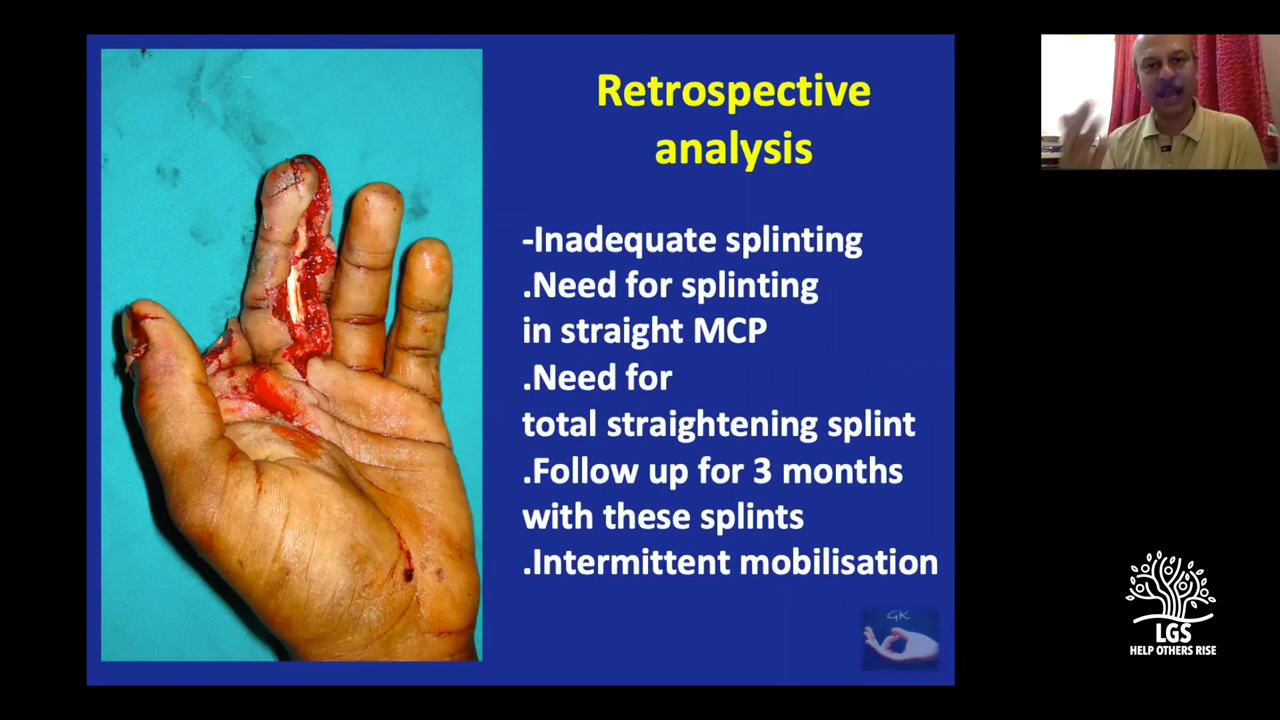 Retrospective
analysis
-Inadequate splinting
.Need for splinting
in straight MCP
.Need for
total straightening splint
.Follow up for 3 months
with these splints
.Intermittent mobilisation
GK
LGS
HELP OTHERS RISE